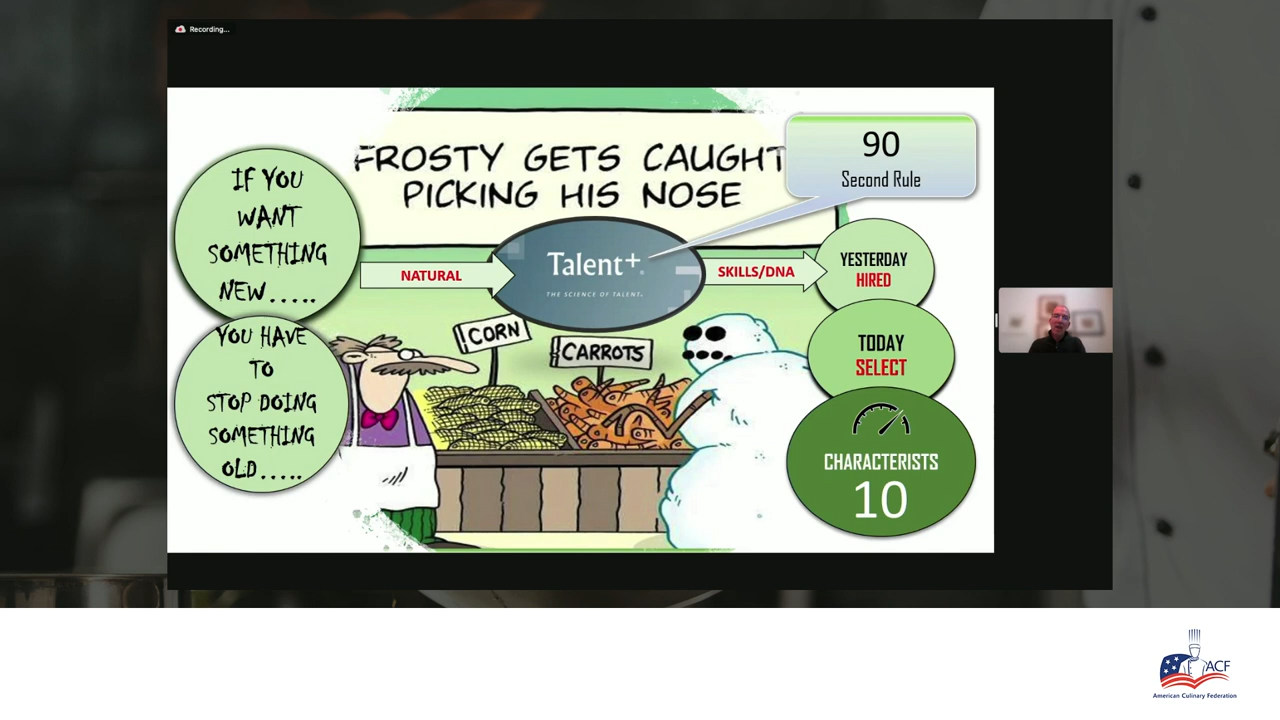 Recording...
FROSTY GETS CAUGHT
PICKING HIS NOSE
90
Second Rule
IF YOU
WANT
SOMETHING
NEW.....
YOU HAVE
TO
STOP DOING
SOMETHING
OLD.....
NATURAL
Talent+
THE SCIENCE OF TALENT
SKILLS/DNA
YESTERDAY
HIRED
TODAY
SELECT
CHARACTERISTS
10
CORN
CARROTS
ACF
American Culinary Federation